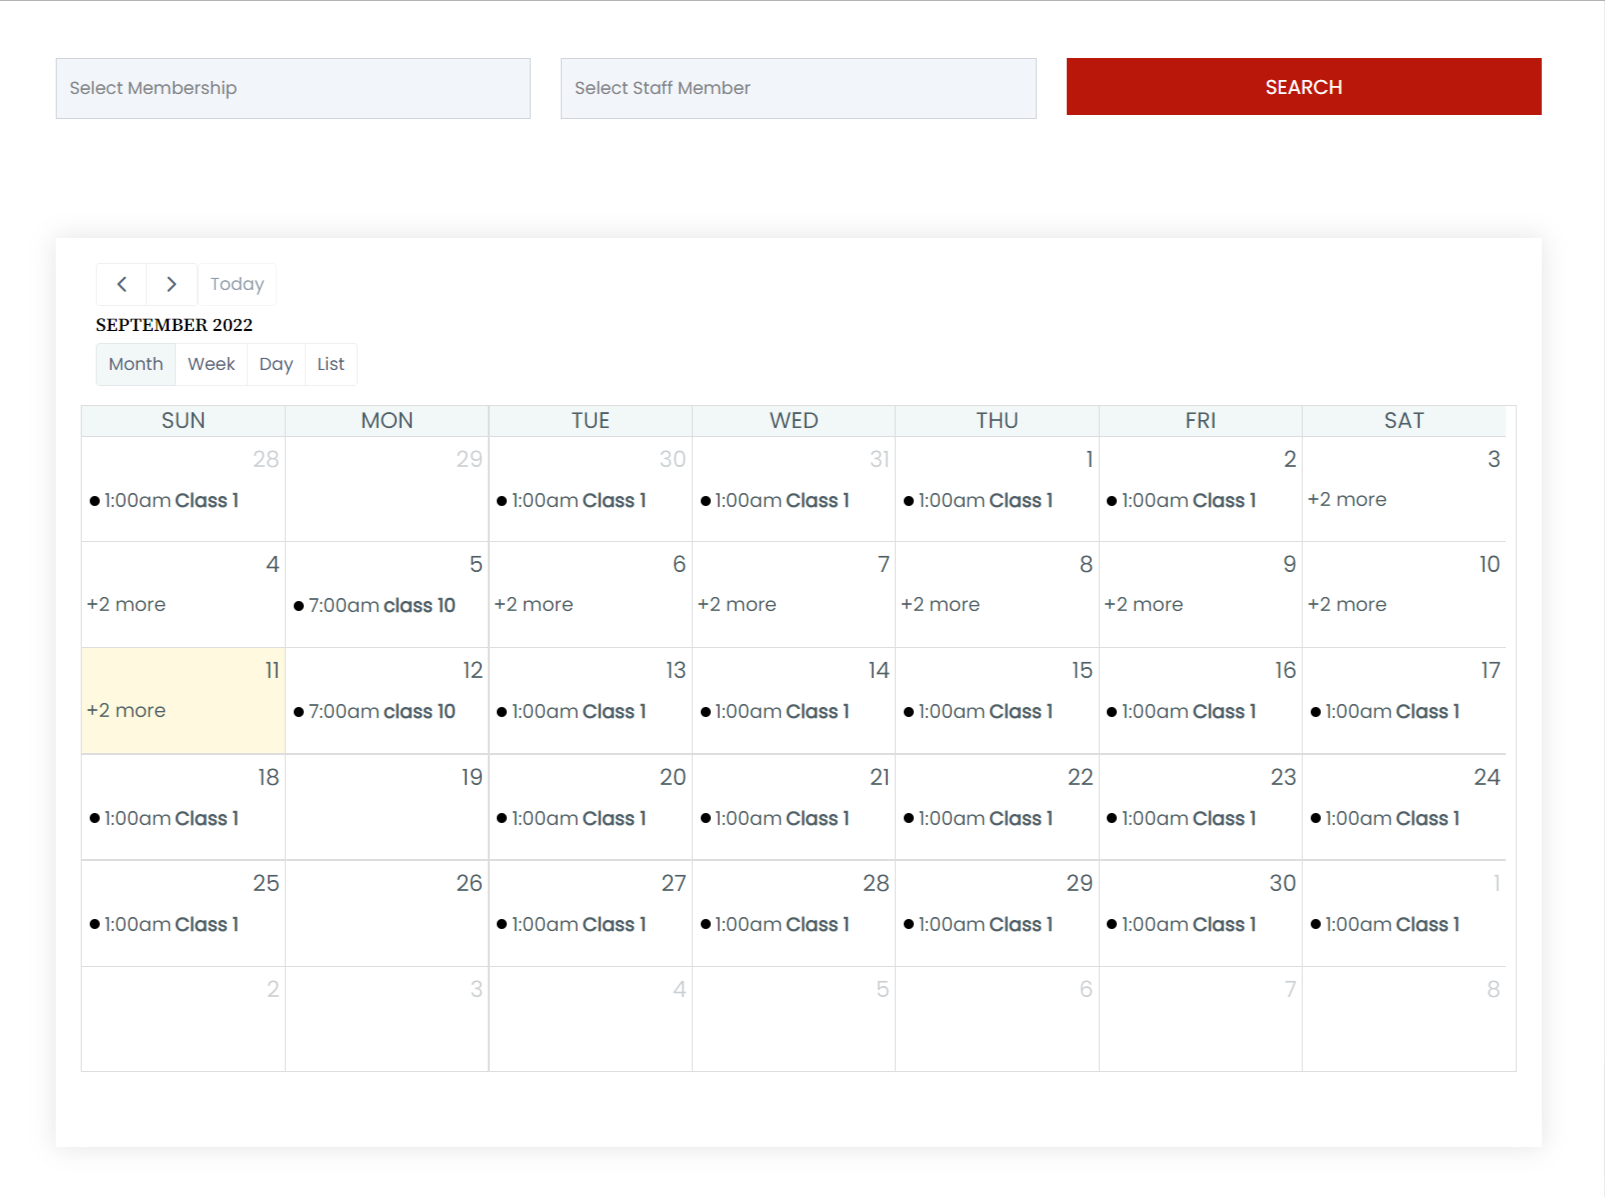 Select Membership Select Staff Member SEARCH
Today
SEPTEMBER 2022
Month Week Day List
SUN MON TUE WED THU FRI SAT
28 29 30 31 1 2 3
1:00am Class 1 1:00am Class 1 1:00am Class 1 1:00am Class 1 1:00am Class 1 +2 more
4 5 6 7 8 9 10
+2 more 7:00am class 10 +2 more +2 more +2 more +2 more +2 more
11 12 13 14 15 16 17
+2 more 7:00am class 10 1:00am Class 1 1:00am Class 1 1:00am Class 1 1:00am Class 1 1:00am Class 1
18 19 20 21 22 23 24
1:00am Class 1 1:00am Class 1 1:00am Class 1 1:00am Class 1 1:00am Class 1 1:00am Class 1
25 26 27 28 29 30 1
1:00am Class 1 1:00am Class 1 1:00am Class 1 1:00am Class 1 1:00am Class 1 1:00am Class 1
2 3 4 5 6 7 8